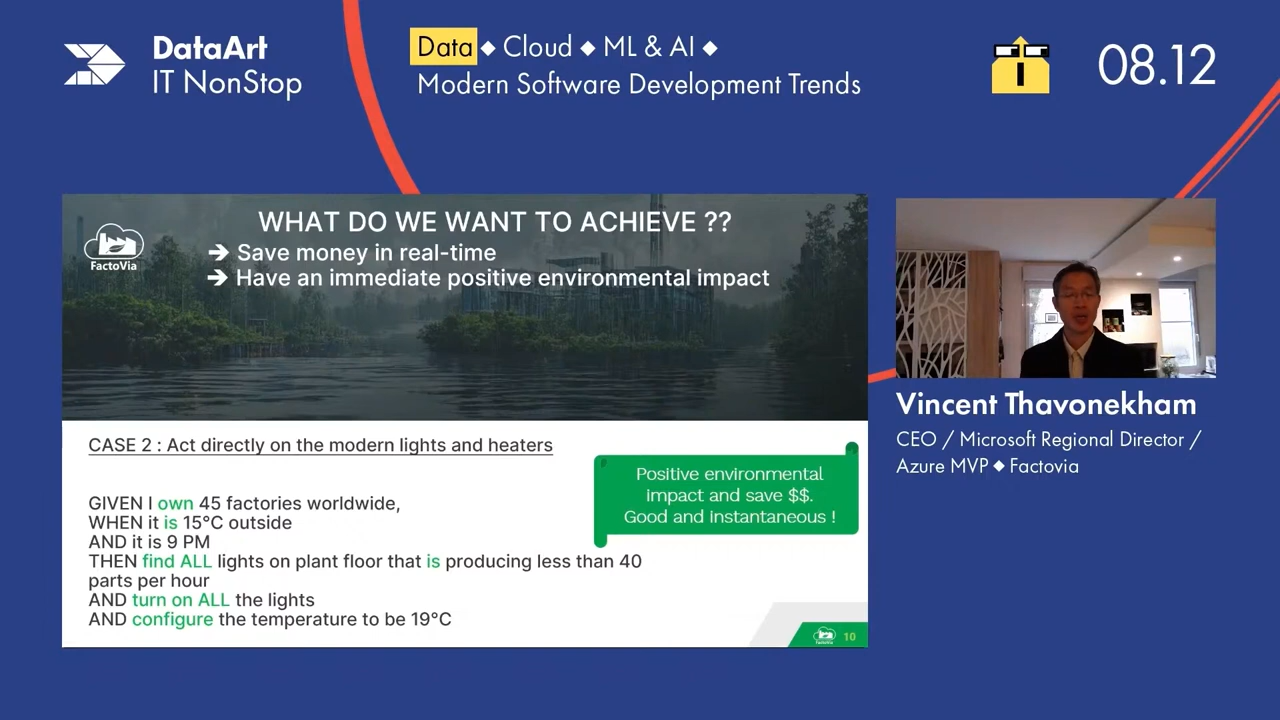 DataArt
IT NonStop
Data ◆ Cloud ◆ ML & AI ◆
Modern Software Development Trends
08.12
FactoVia
WHAT DO WE WANT TO ACHIEVE ??
➔ Save money in real-time
➔ Have an immediate positive environmental impact
CASE 2 : Act directly on the modern lights and heaters
Positive environmental
impact and save $$.
Good and instantaneous !
GIVEN I own 45 factories worldwide,
WHEN it is 15°C outside
AND it is 9 PM
THEN find ALL lights on plant floor that is producing less than 40
parts per hour
AND turn on ALL the lights
AND configure the temperature to be 19°C
10
Vincent Thavonekham
CEO / Microsoft Regional Director /
Azure MVP ◆ Factovia